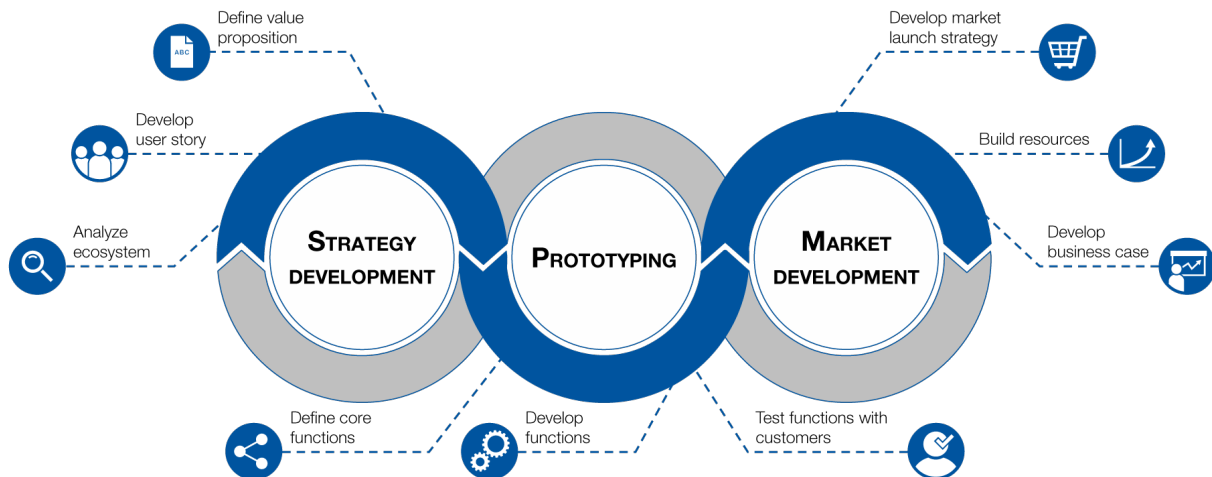 Define value
proposition
ABC
Develop
user story
Analyze
ecosystem
STRATEGY
DEVELOPMENT
PROTOTYPING
MARKET
DEVELOPMENT
Develop market
launch strategy
Build resources
Develop
business case
Define core
functions
Develop
functions
Test functions with
customers